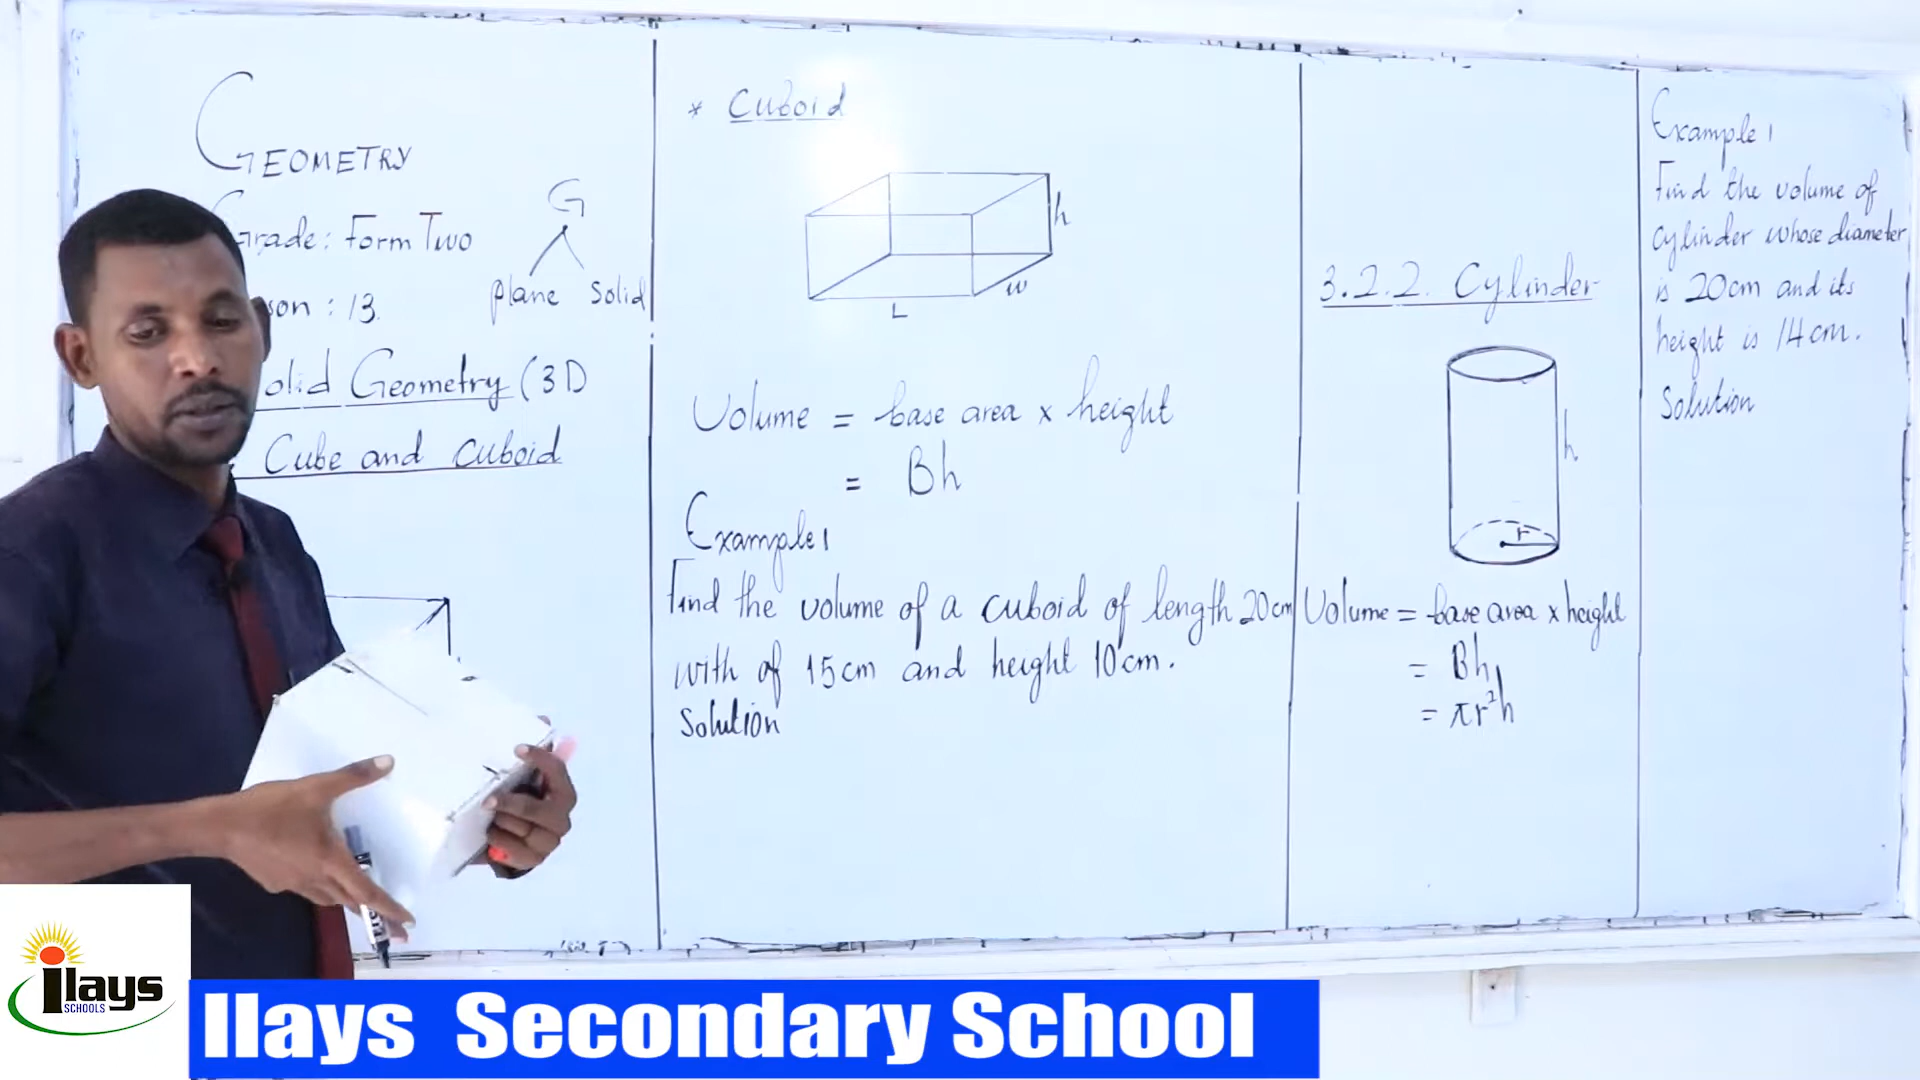 GEOMETRY
Grade: Form Two
son : 13.
G
plane solid
olid Geometry (3D
Cube and cuboid
* Cuboid
h
w
L
Volume = base area x height
= Bh
Example 1
Find the volume of a cuboid of length 20cm
with of 15cm and height 10cm.
Solution
3.2.2. Cylinder
h
r
Volume = base area x height
= Bh
= πr²h
Example 1
Find the volume of
cylinder whose diameter
is 20cm and its
height is 14cm.
Solution
ilays
SCHOOLS
Ilays Secondary School